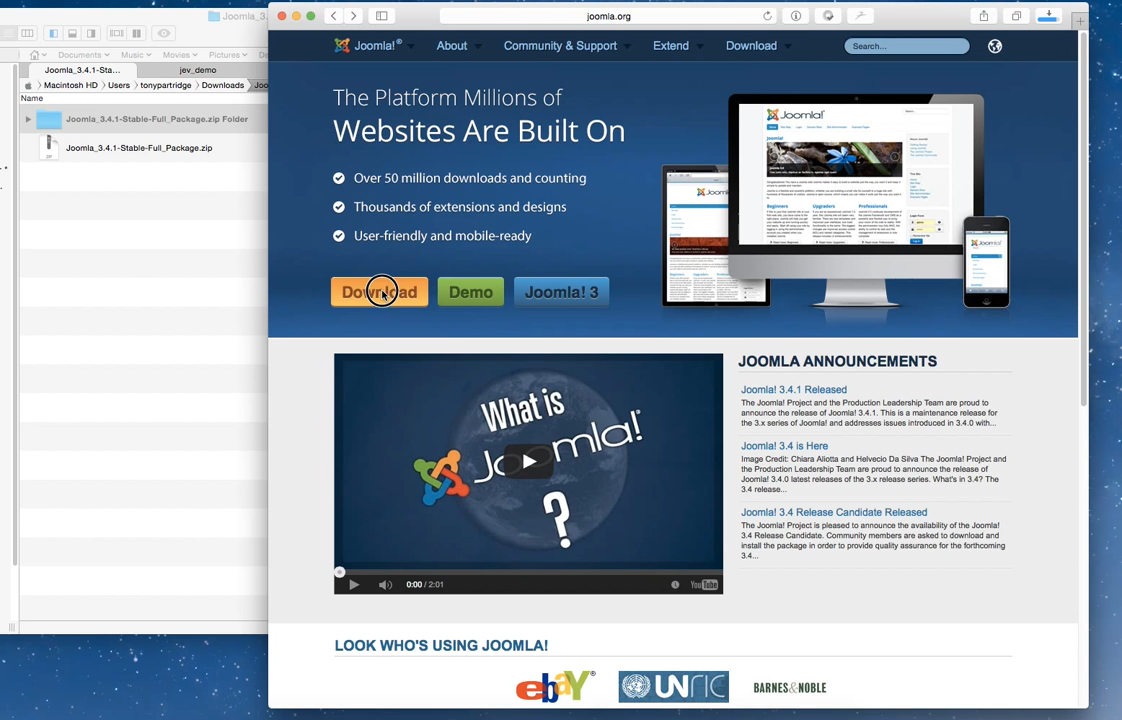 Joomla_3.
Documents
Music
Movies
Pictures
De
Joomla_3.4.1-Sta...
jev_demo
Macintosh HD
Users
tonypartridge
Downloads
Joo
Name
Joomla_3.4.1-Stable-Full_Package.zip Folder
Joomla_3.4.1-Stable-Full_Package.zip
ZIP
joomla.org
Joomla!®
About
Community & Support
Extend
Download
Search...
The Platform Millions of
Websites Are Built On
Over 50 million downloads and counting
Thousands of extensions and designs
User-friendly and mobile-ready
Download
Demo
Joomla! 3
Joomla!
Beginners
Upgraders
Professionals
What is
Joomla!
?
0:00 / 2:01
YouTube
JOOMLA ANNOUNCEMENTS
Joomla! 3.4.1 Released
The Joomla! Project and the Production Leadership Team are proud to
announce the release of Joomla! 3.4.1. This is a maintenance release for
the 3.x series of Joomla! and addresses issues introduced in 3.4.0 with...
Joomla! 3.4 is Here
Image Credit: Chiara Aliotta and Helvecio Da Silva The Joomla! Project and
the Production Leadership Team are proud to announce the release of
Joomla! 3.4.0 latest releases of the 3.x release series. What's in 3.4? The
3.4 release...
Joomla! 3.4 Release Candidate Released
The Joomla! Project is pleased to announce the availability of the Joomla!
3.4 Release Candidate. Community members are asked to download and
install the package in order to provide quality assurance for the forthcoming
3.4...
LOOK WHO'S USING JOOMLA!
ebay®
UNRIC
BARNES&NOBLE